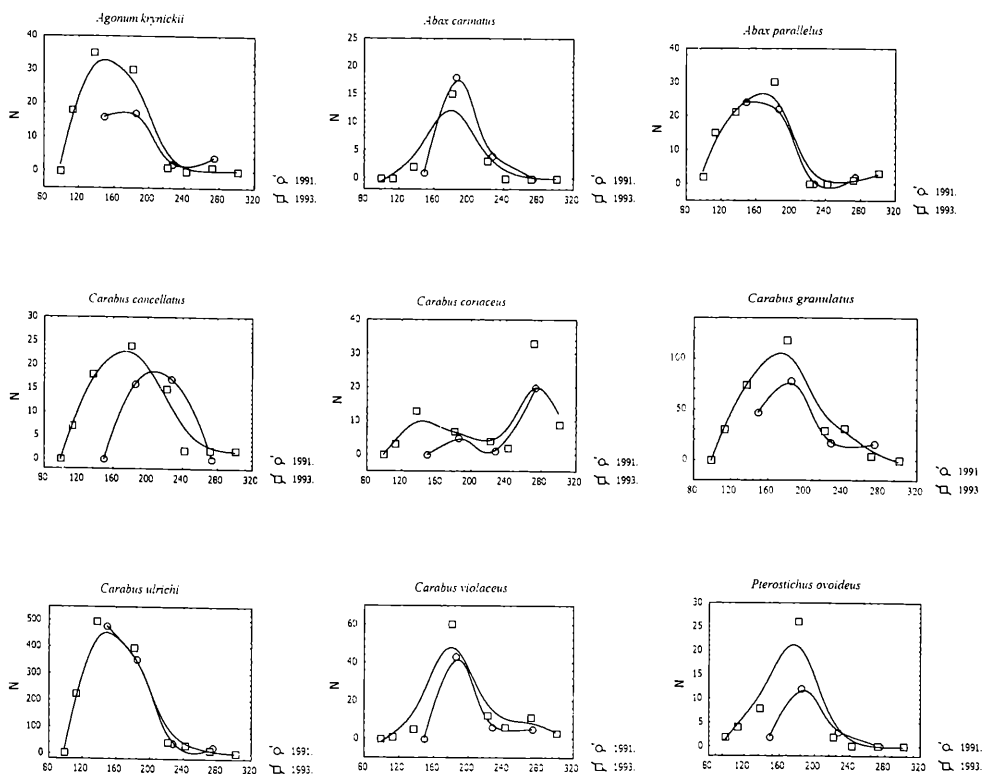 Agonum krynickii
40
30
20
10
0
N
80 120 160 200 240 280 320
1991.
1993.
Abax carinatus
25
20
15
10
5
0
N
80 120 160 200 240 280 320
1991.
1993.
Abax parallelus
40
30
20
10
0
N
80 120 160 200 240 280 320
1991.
1993.
Carabus cancellatus
30
25
20
15
10
5
0
N
80 120 160 200 240 280 320
1991.
1993.
Carabus coriaceus
40
30
20
10
0
N
80 120 160 200 240 280 320
1991.
1993.
Carabus granulatus
100
50
0
N
80 120 160 200 240 280 320
1991
1993
Carabus ulrichi
500
400
300
200
100
0
N
80 120 160 200 240 280 320
1991.
1993.
Carabus violaceus
60
40
20
0
N
80 120 160 200 240 280 320
1991.
1993.
Pterostichus ovoideus
30
25
20
15
10
5
0
N
80 120 160 200 240 280 320
1991.
1993.